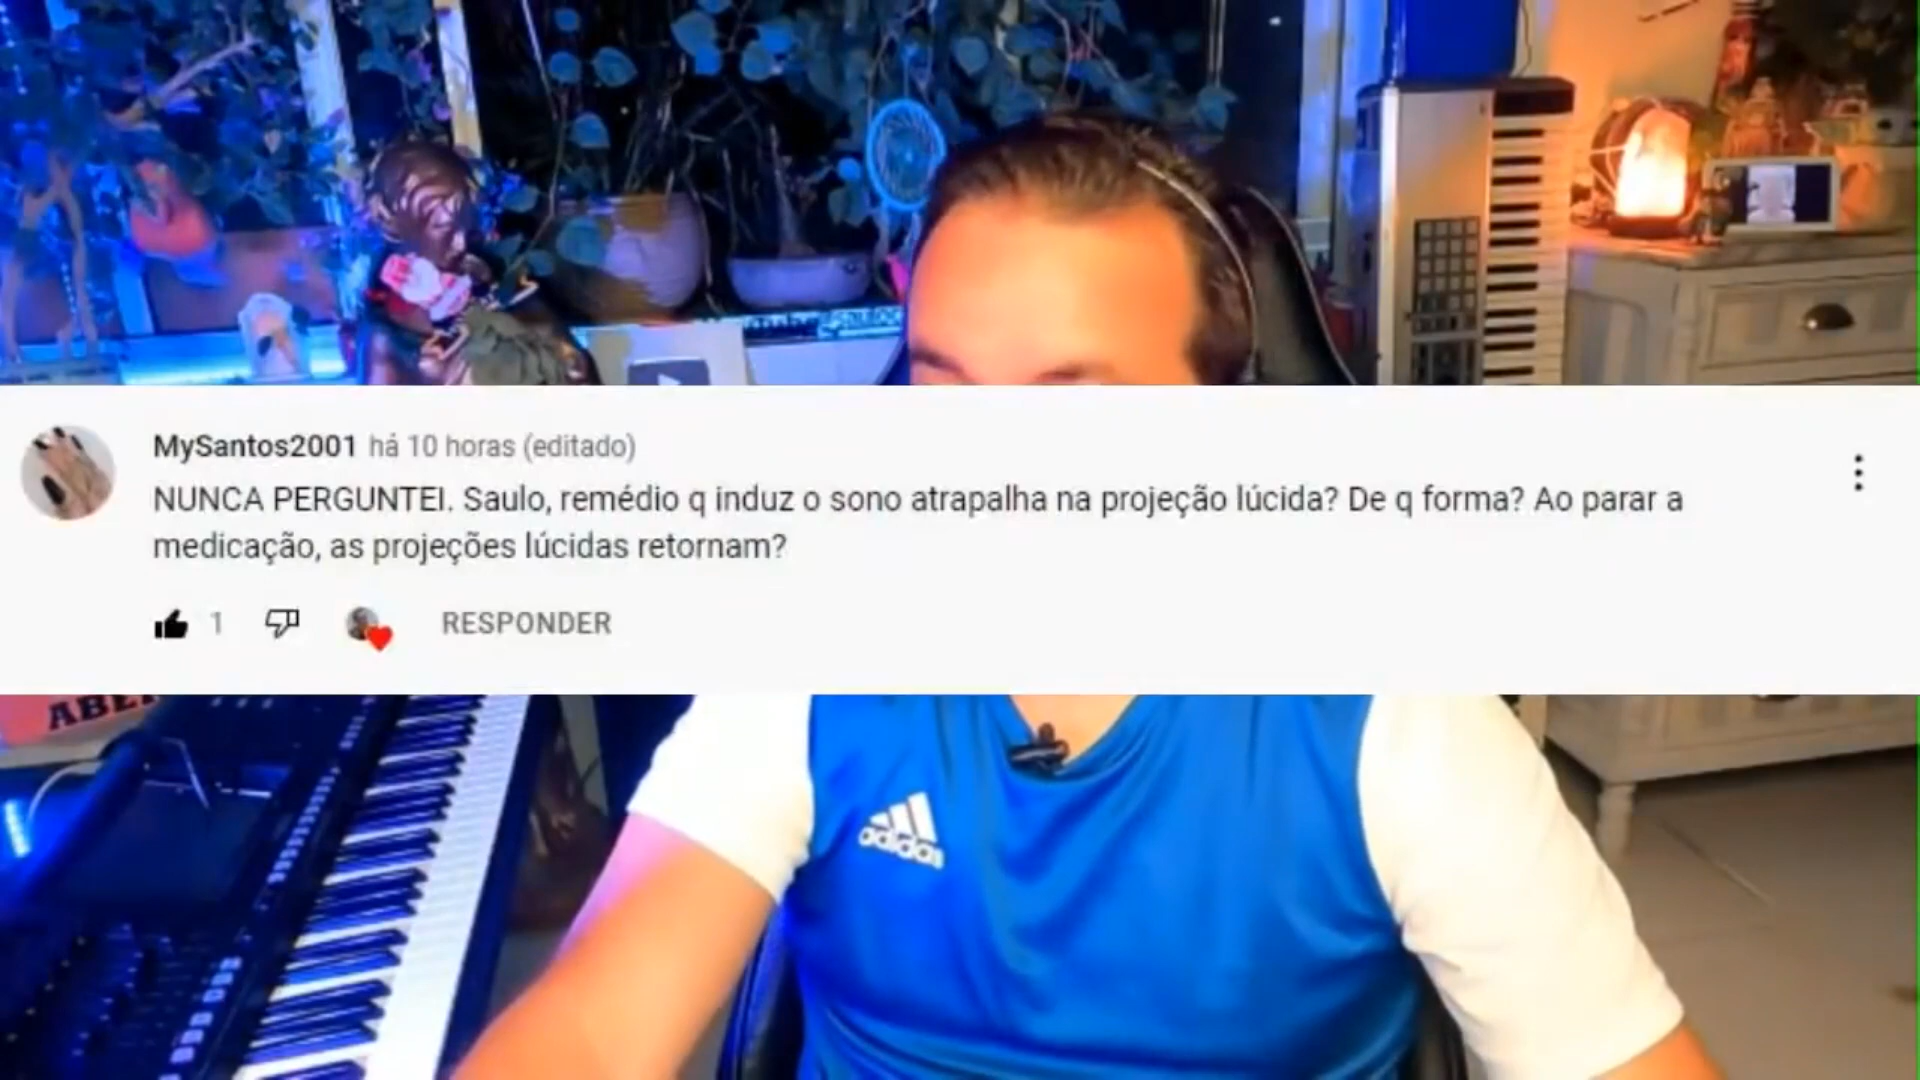 MySantos2001 há 10 horas (editado)
NUNCA PERGUNTEI. Saulo, remédio q induz o sono atrapalha na projeção lúcida? De q forma? Ao parar a
medicação, as projeções lúcidas retornam?
1 RESPONDER
adidas